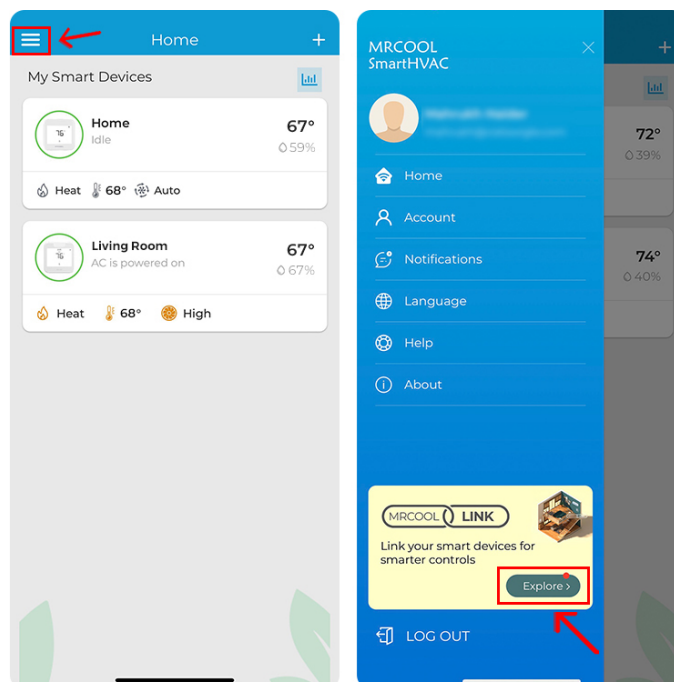 Home
+
My Smart Devices
Home
67°
Idle
59%
Heat 68° Auto
Living Room
67°
AC is powered on
67%
Heat 68° High
MRCOOL
SmartHVAC
Home
Account
Notifications
Language
Help
About
MRCOOL LINK
Link your smart devices for
smarter controls
Explore >
LOG OUT
+
72°
39%
74°
40%